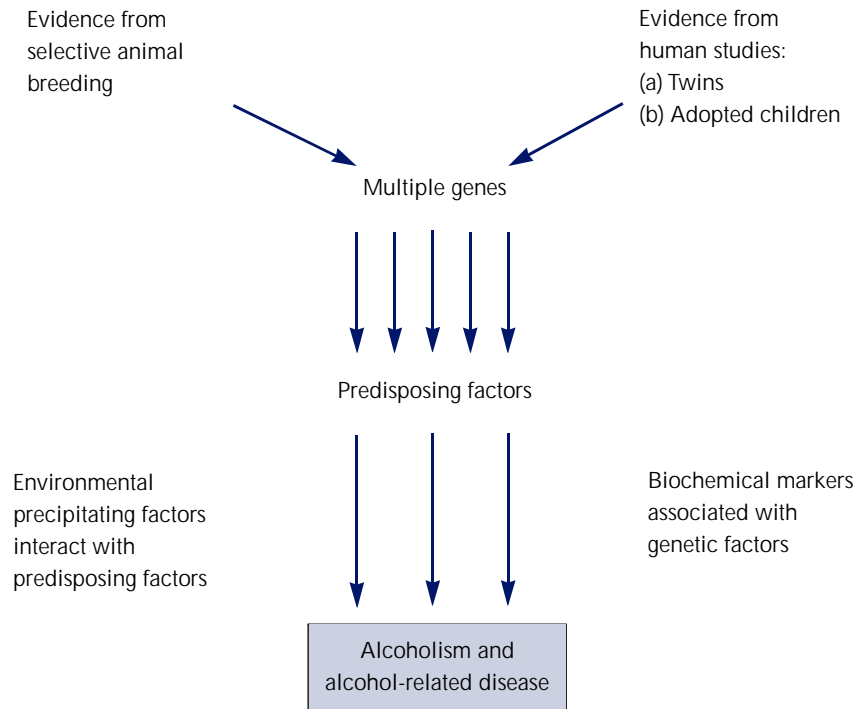 Evidence from
selective animal
breeding
Evidence from
human studies:
(a) Twins
(b) Adopted children
Multiple genes
Predisposing factors
Environmental
precipitating factors
interact with
predisposing factors
Biochemical markers
associated with
genetic factors
Alcoholism and
alcohol-related disease